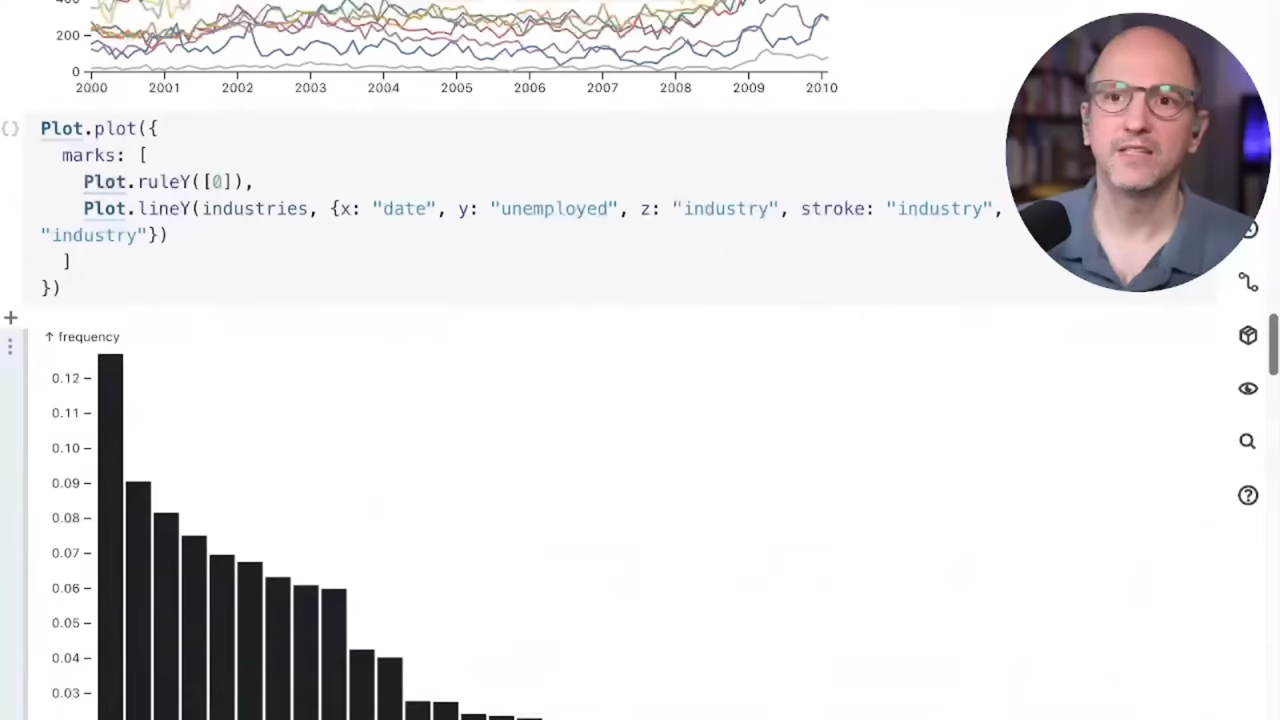 400
200
0
2000 2001 2002 2003 2004 2005 2006 2007 2008 2009 2010
Plot.plot({
marks: [
Plot.ruleY([0]),
Plot.lineY(industries, {x: "date", y: "unemployed", z: "industry", stroke: "industry",
"industry"})
]
})
↑ frequency
0.12
0.11
0.10
0.09
0.08
0.07
0.06
0.05
0.04
0.03